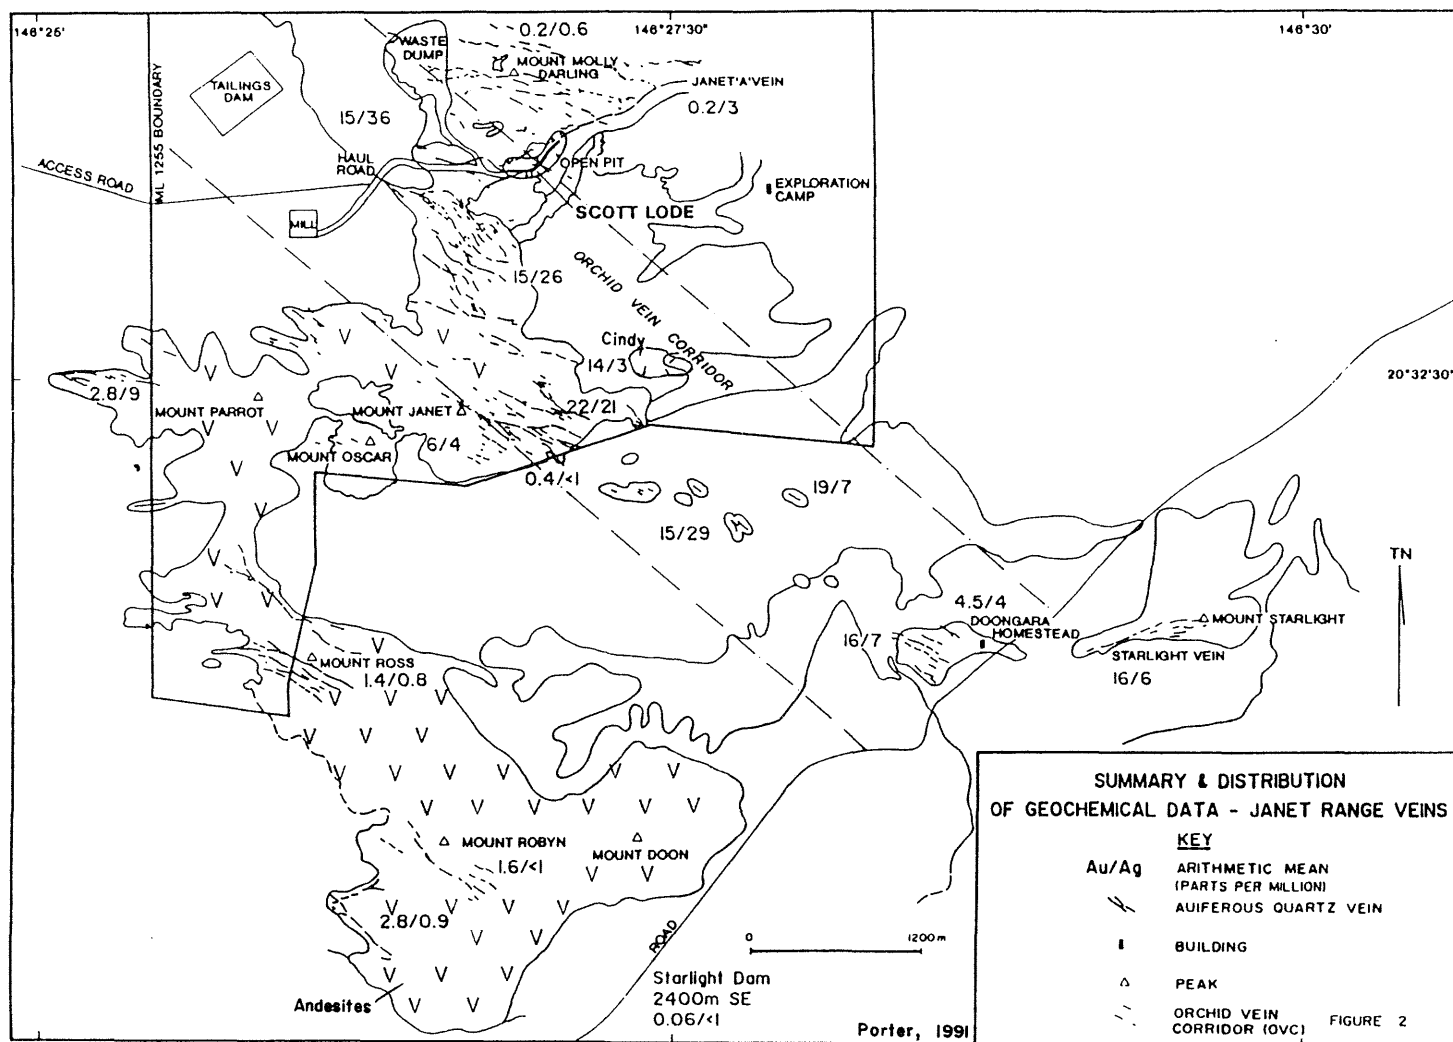 146°25'
146°27'30"
146°30'
0.2/0.6
WASTE
DUMP
MOUNT MOLLY
DARLING
TAILINGS
DAM
JANET 'A' VEIN
0.2/3
15/36
ML 1255 BOUNDARY
HAUL
ROAD
OPEN PIT
ACCESS ROAD
EXPLORATION
CAMP
MILL
SCOTT LODE
15/26
ORCHID VEIN CORRIDOR
Cindy
14/3
20°32'30"
2.8/9
MOUNT PARROT
MOUNT JANET
22/21
6/4
MOUNT OSCAR
0.4/<1
19/7
15/29
TN
4.5/4
DOONGARA
HOMESTEAD
MOUNT STARLIGHT
16/7
STARLIGHT VEIN
16/6
MOUNT ROSS
1.4/0.8
MOUNT ROBYN
1.6/<1
MOUNT DOON
2.8/0.9
ROAD
0
1200m
Starlight Dam
2400m SE
0.06/<1
Andesites
Porter, 1991
SUMMARY & DISTRIBUTION
OF GEOCHEMICAL DATA - JANET RANGE VEINS
KEY
Au/Ag ARITHMETIC MEAN
(PARTS PER MILLION)
AUIFEROUS QUARTZ VEIN
BUILDING
PEAK
ORCHID VEIN
CORRIDOR (OVC)
FIGURE 2